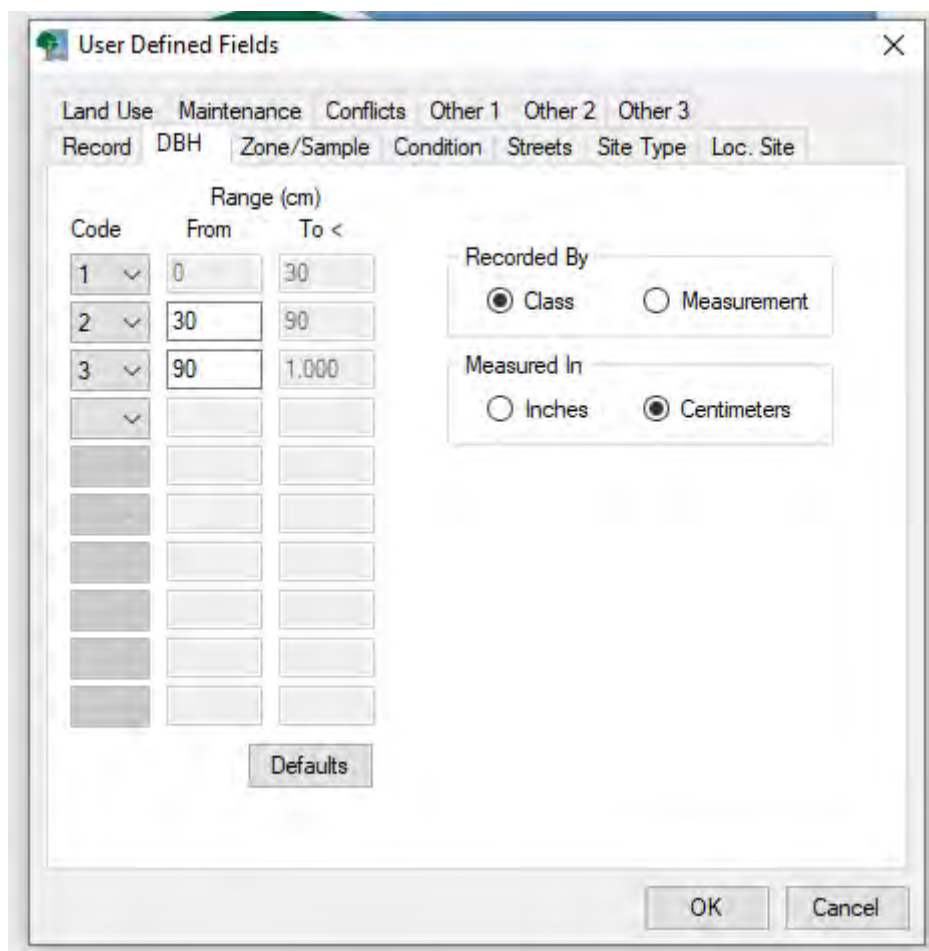 User Defined Fields
Land Use Maintenance Conflicts Other 1 Other 2 Other 3
Record DBH Zone/Sample Condition Streets Site Type Loc. Site
Range (cm)
Code From To <
1 0 30
2 30 90
3 90 1.000
Recorded By
Class Measurement
Measured In
Inches Centimeters
Defaults
OK Cancel